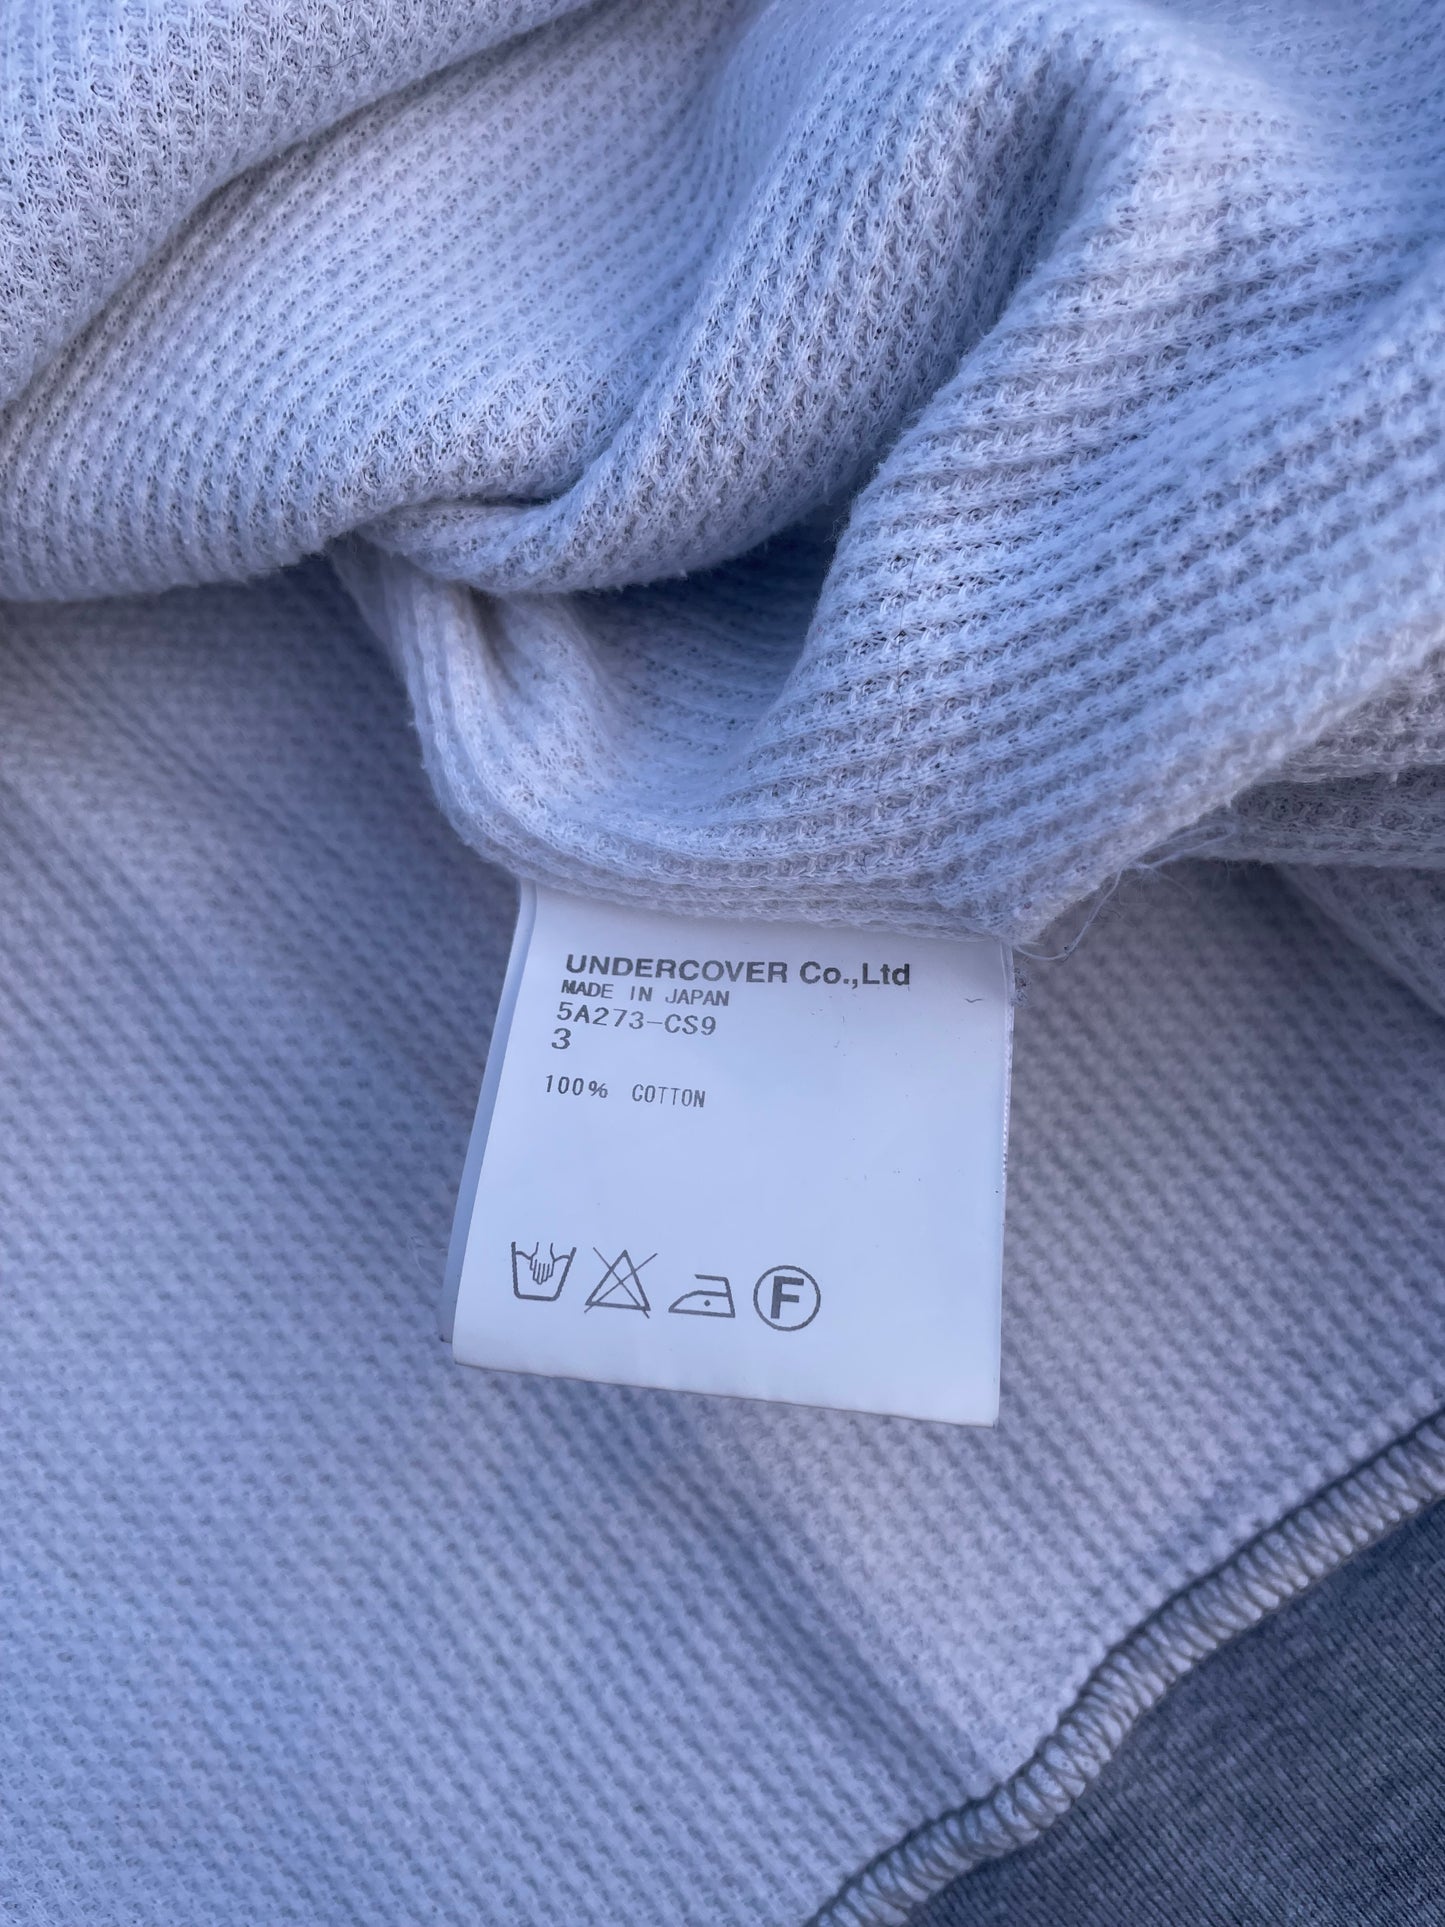 UNDERCOVER Co.,Ltd
MADE IN JAPAN
5A273-CS9
3
100% COTTON
F